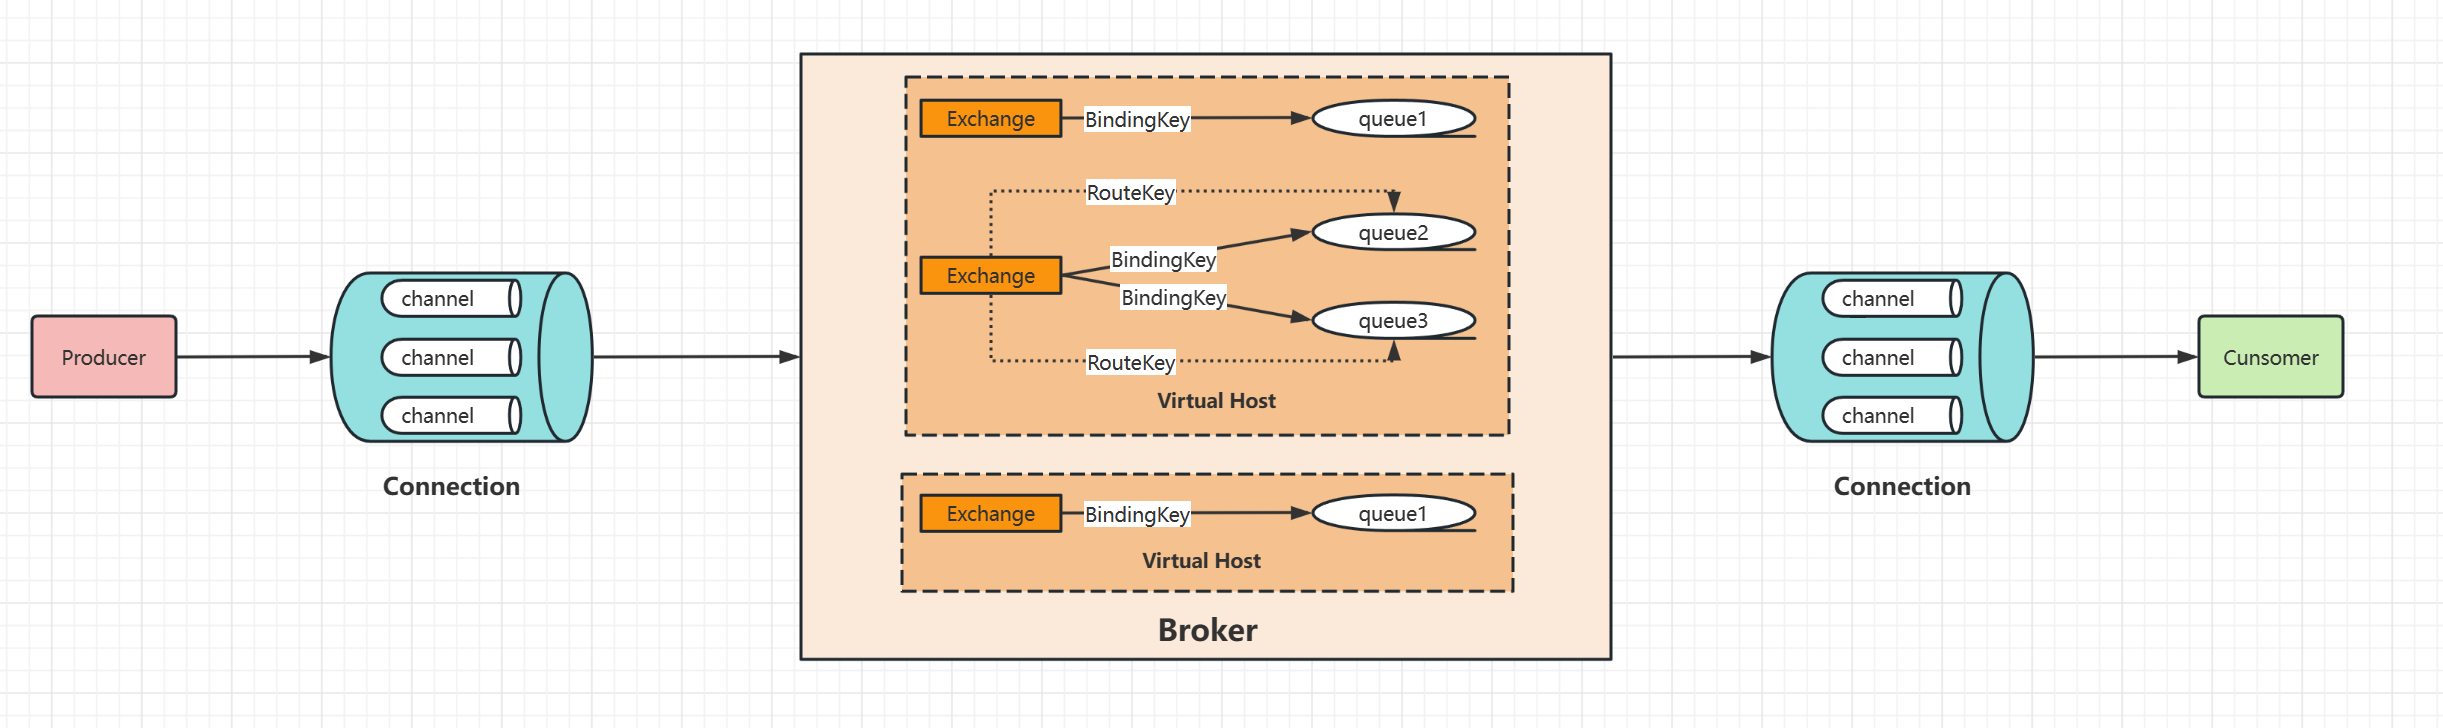 Producer
channel
channel
channel
Connection
Exchange
BindingKey
queue1
RouteKey
queue2
BindingKey
Exchange
BindingKey
queue3
RouteKey
Virtual Host
Exchange
BindingKey
queue1
Virtual Host
Broker
channel
channel
channel
Connection
Cunsomer